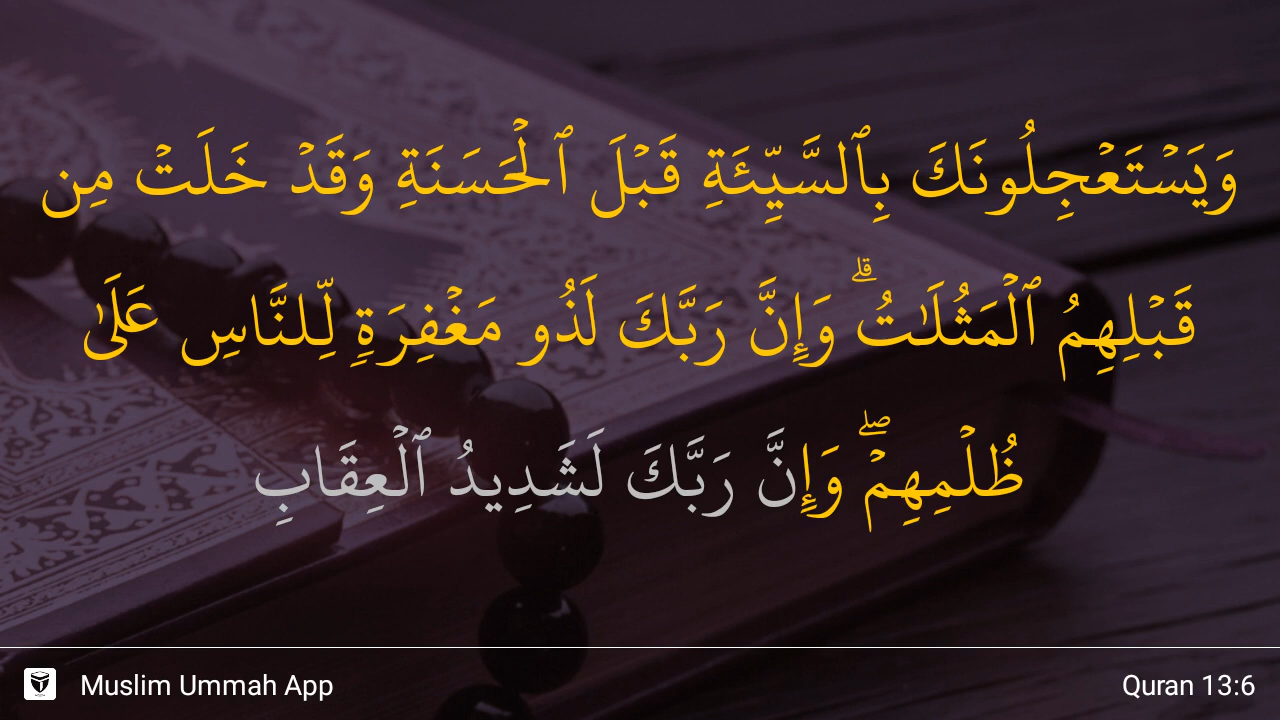 وَيَسْتَعْجِلُونَكَ بِٱلسَّيِّئَةِ قَبْلَ ٱلْحَسَنَةِ وَقَدْ خَلَتْ مِن
قَبْلِهِمُ ٱلْمَثُلَـٰتُ ۗ وَإِنَّ رَبَّكَ لَذُو مَغْفِرَةٍ لِّلنَّاسِ عَلَىٰ
ظُلْمِهِمْ ۖ وَإِنَّ رَبَّكَ لَشَدِيدُ ٱلْعِقَابِ
Muslim Ummah App
Quran 13:6